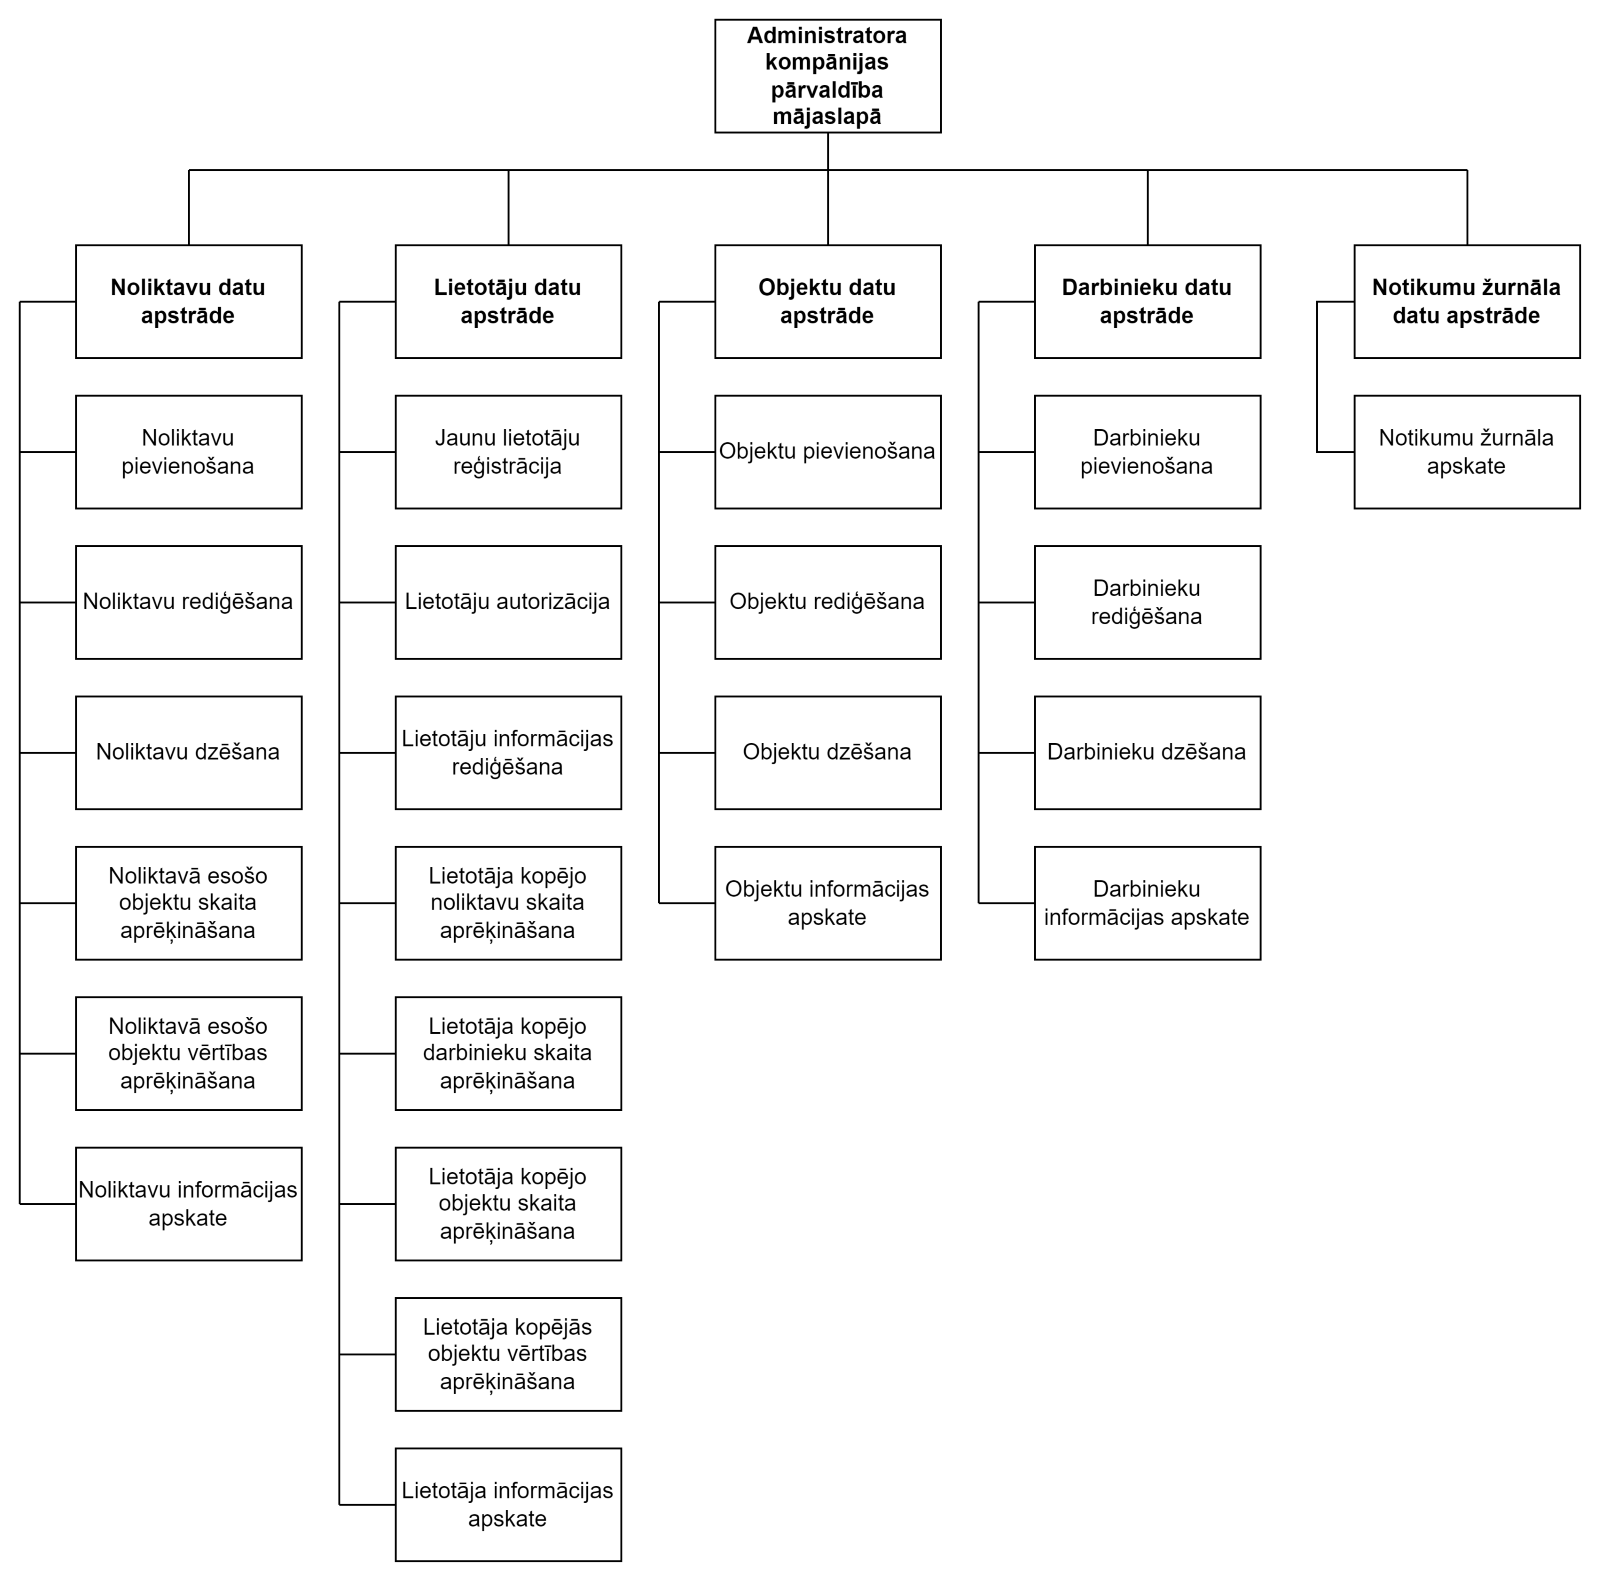 Administratora
kompānijas
pārvaldība
mājaslapā
Noliktavu datu
apstrāde
Noliktavu
pievienošana
Noliktavu rediģēšana
Noliktavu dzēšana
Noliktavā esošo
objektu skaita
aprēķināšana
Noliktavā esošo
objektu vērtības
aprēķināšana
Noliktavu informācijas
apskate
Lietotāju datu
apstrāde
Jaunu lietotāju
reģistrācija
Lietotāju autorizācija
Lietotāju informācijas
rediģēšana
Lietotāja kopējo
noliktavu skaita
aprēķināšana
Lietotāja kopējo
darbinieku skaita
aprēķināšana
Lietotāja kopējo
objektu skaita
aprēķināšana
Lietotāja kopējās
objektu vērtības
aprēķināšana
Lietotāja informācijas
apskate
Objektu datu
apstrāde
Objektu pievienošana
Objektu rediģēšana
Objektu dzēšana
Objektu informācijas
apskate
Darbinieku datu
apstrāde
Darbinieku
pievienošana
Darbinieku
rediģēšana
Darbinieku dzēšana
Darbinieku
informācijas apskate
Notikumu žurnāla
datu apstrāde
Notikumu žurnāla
apskate